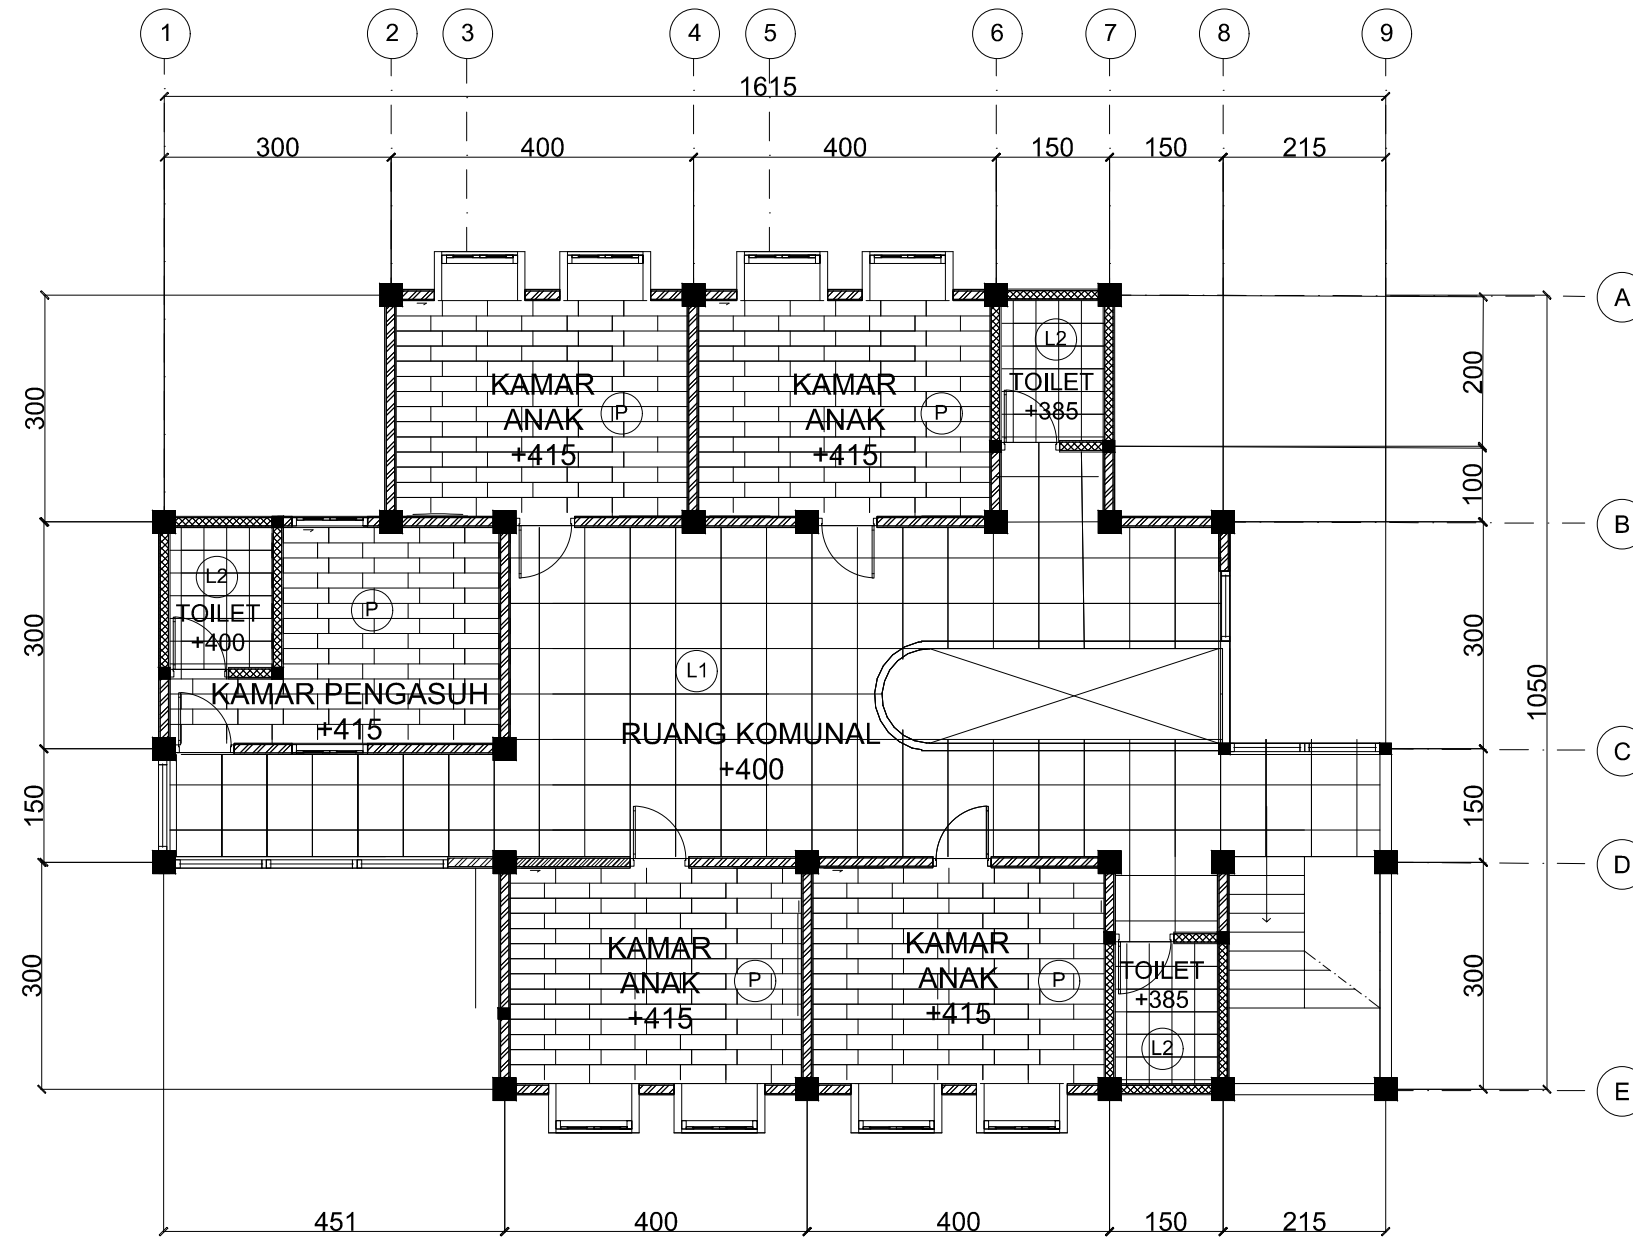 1 2 3 4 5 6 7 8 9
1615
300 400 400 150 150 215
A
200
300
KAMAR
ANAK
+415
P
KAMAR
ANAK
+415
P
L2
TOILET
+385
100
B
L2
TOILET
+400
P
300
KAMAR PENGASUH
+415
L1
RUANG KOMUNAL
+400
300
1050
C
150
150
D
KAMAR
ANAK
+415
P
KAMAR
ANAK
+415
P
TOILET
+385
L2
300
300
E
451 400 400 150 215